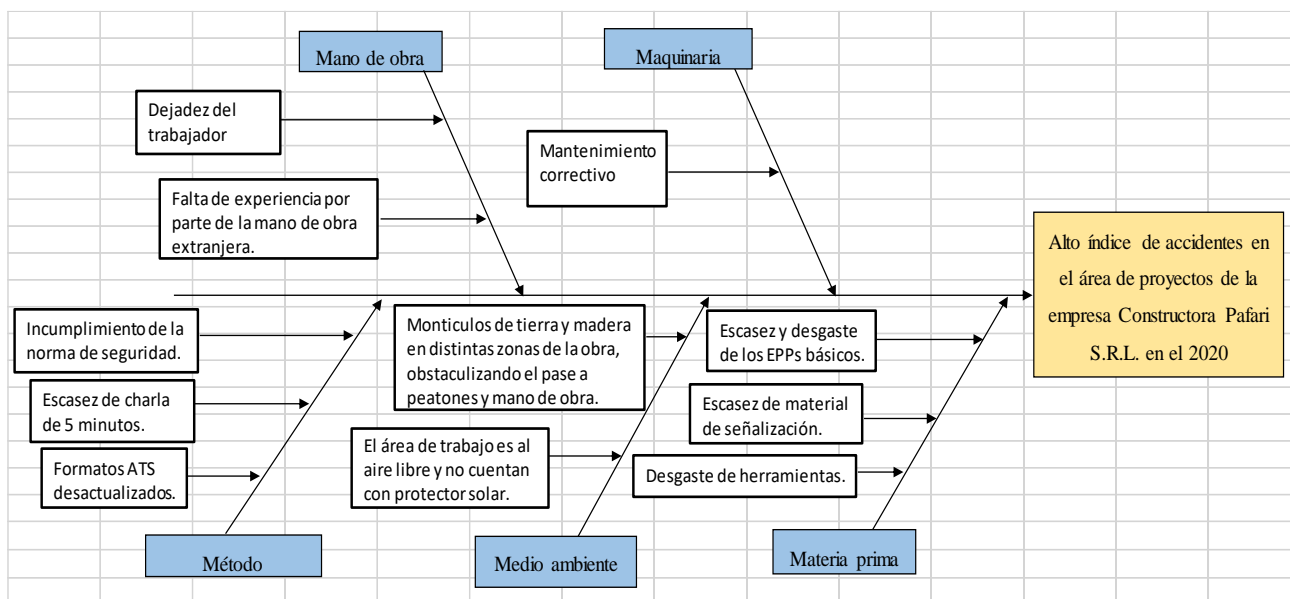 Mano de obra
Maquinaria
Dejadez del
trabajador
Mantenimiento
correctivo
Falta de experiencia por
parte de la mano de obra
extranjera.
Alto índice de accidentes en
el área de proyectos de la
empresa Constructora Pafari
S.R.L. en el 2020
Incumplimiento de la
norma de seguridad.
Escasez de charla
de 5 minutos.
Formatos ATS
desactualizados.
Monticulos de tierra y madera
en distintas zonas de la obra,
obstaculizando el pase a
peatones y mano de obra.
El área de trabajo es al
aire libre y no cuentan
con protector solar.
Escasez y desgaste
de los EPPs básicos.
Escasez de material
de señalización.
Desgaste de herramientas.
Método
Medio ambiente
Materia prima